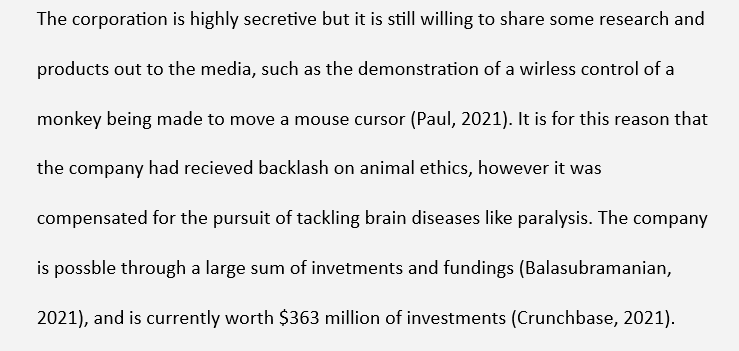 The corporation is highly secretive but it is still willing to share some research and
products out to the media, such as the demonstration of a wirless control of a
monkey being made to move a mouse cursor (Paul, 2021). It is for this reason that
the company had recieved backlash on animal ethics, however it was
compensated for the pursuit of tackling brain diseases like paralysis. The company
is possble through a large sum of invetments and fundings (Balasubramanian,
2021), and is currently worth $363 million of investments (Crunchbase, 2021).